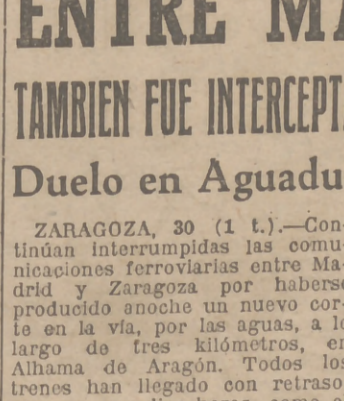 ENTRE MA
TAMBIEN FUE INTERCEPT
Duelo en Aguadu
ZARAGOZA, 30 (1 t.).—Con-
tinúan interrumpidas las comu-
nicaciones ferroviarias entre Ma-
drid y Zaragoza por haberse
producido anoche un nuevo cor-
te en la vía, por las aguas, a lo
largo de tres kilómetros, en
Alhama de Aragón. Todos los
trenes han llegado con retraso